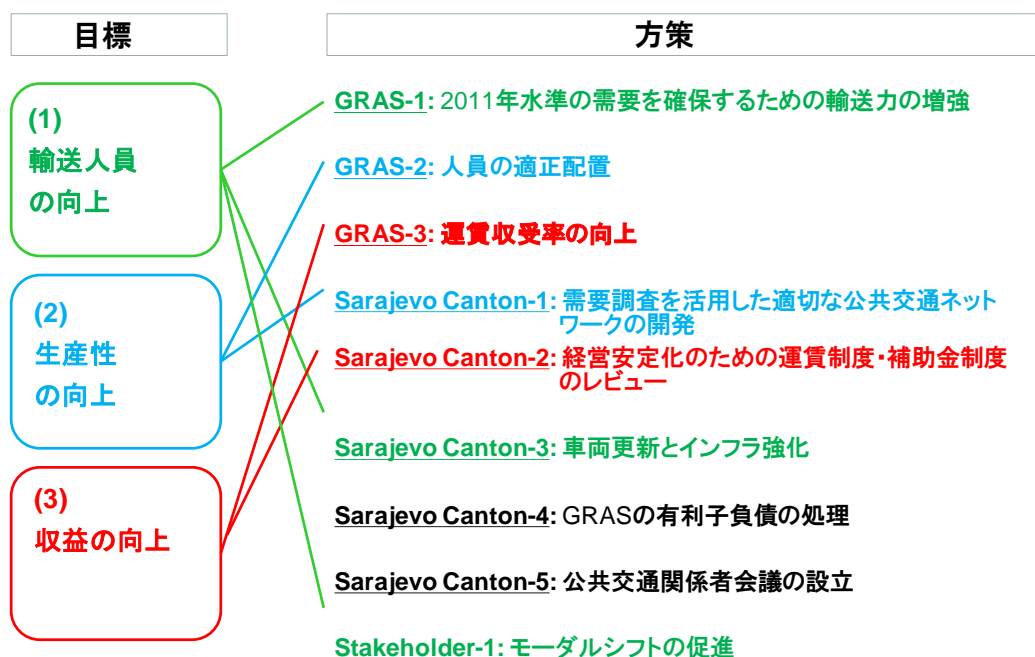 目標
方策
(1)
輸送人員
の向上
(2)
生産性
の向上
(3)
収益の向上
GRAS-1: 2011年水準の需要を確保するための輸送力の増強
GRAS-2: 人員の適正配置
GRAS-3: 運賃収受率の向上
Sarajevo Canton-1: 需要調査を活用した適切な公共交通ネット
ワークの開発
Sarajevo Canton-2: 経営安定化のための運賃制度・補助金制度
のレビュー
Sarajevo Canton-3: 車両更新とインフラ強化
Sarajevo Canton-4: GRASの有利子負債の処理
Sarajevo Canton-5: 公共交通関係者会議の設立
Stakeholder-1: モーダルシフトの促進